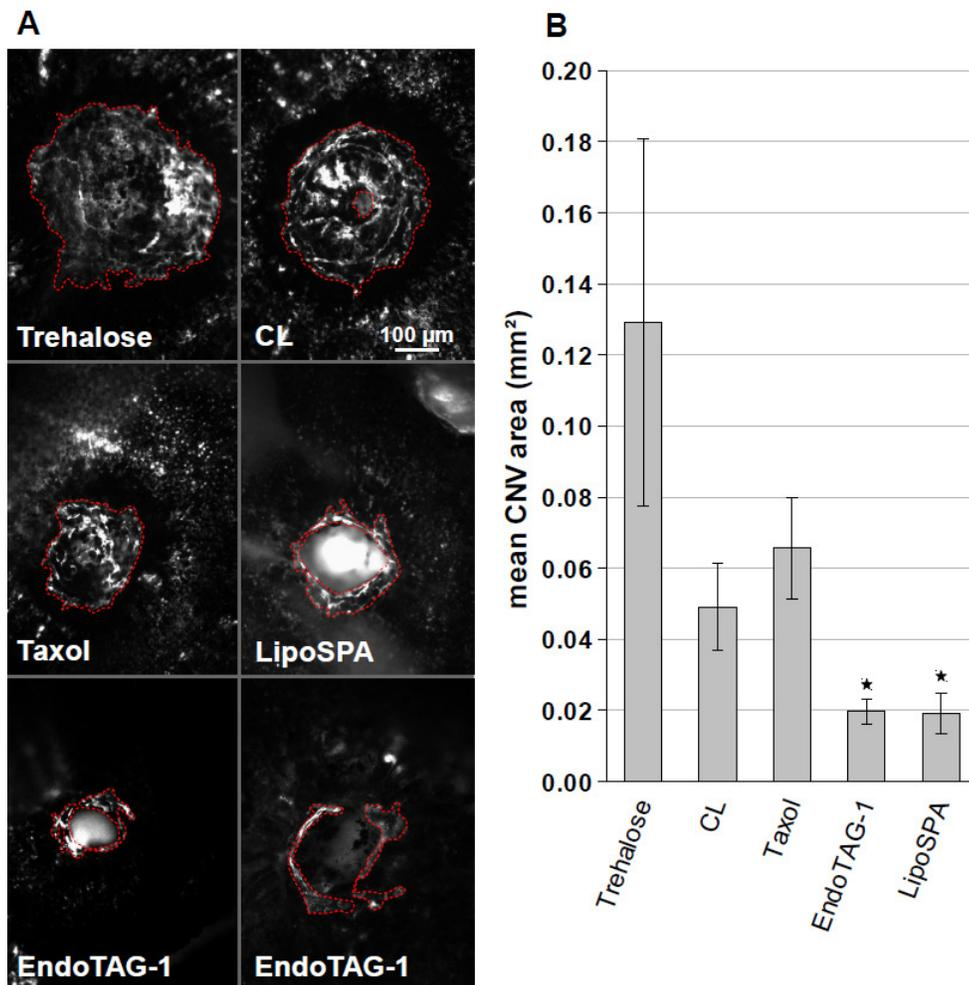 A
Trehalose
CL
100 µm
Taxol
LipoSPA
EndoTAG-1
EndoTAG-1
B
mean CNV area (mm²)
0.20
0.18
0.16
0.14
0.12
0.10
0.08
0.06
0.04
0.02
0.00
Trehalose
CL
Taxol
EndoTAG-1
LipoSPA